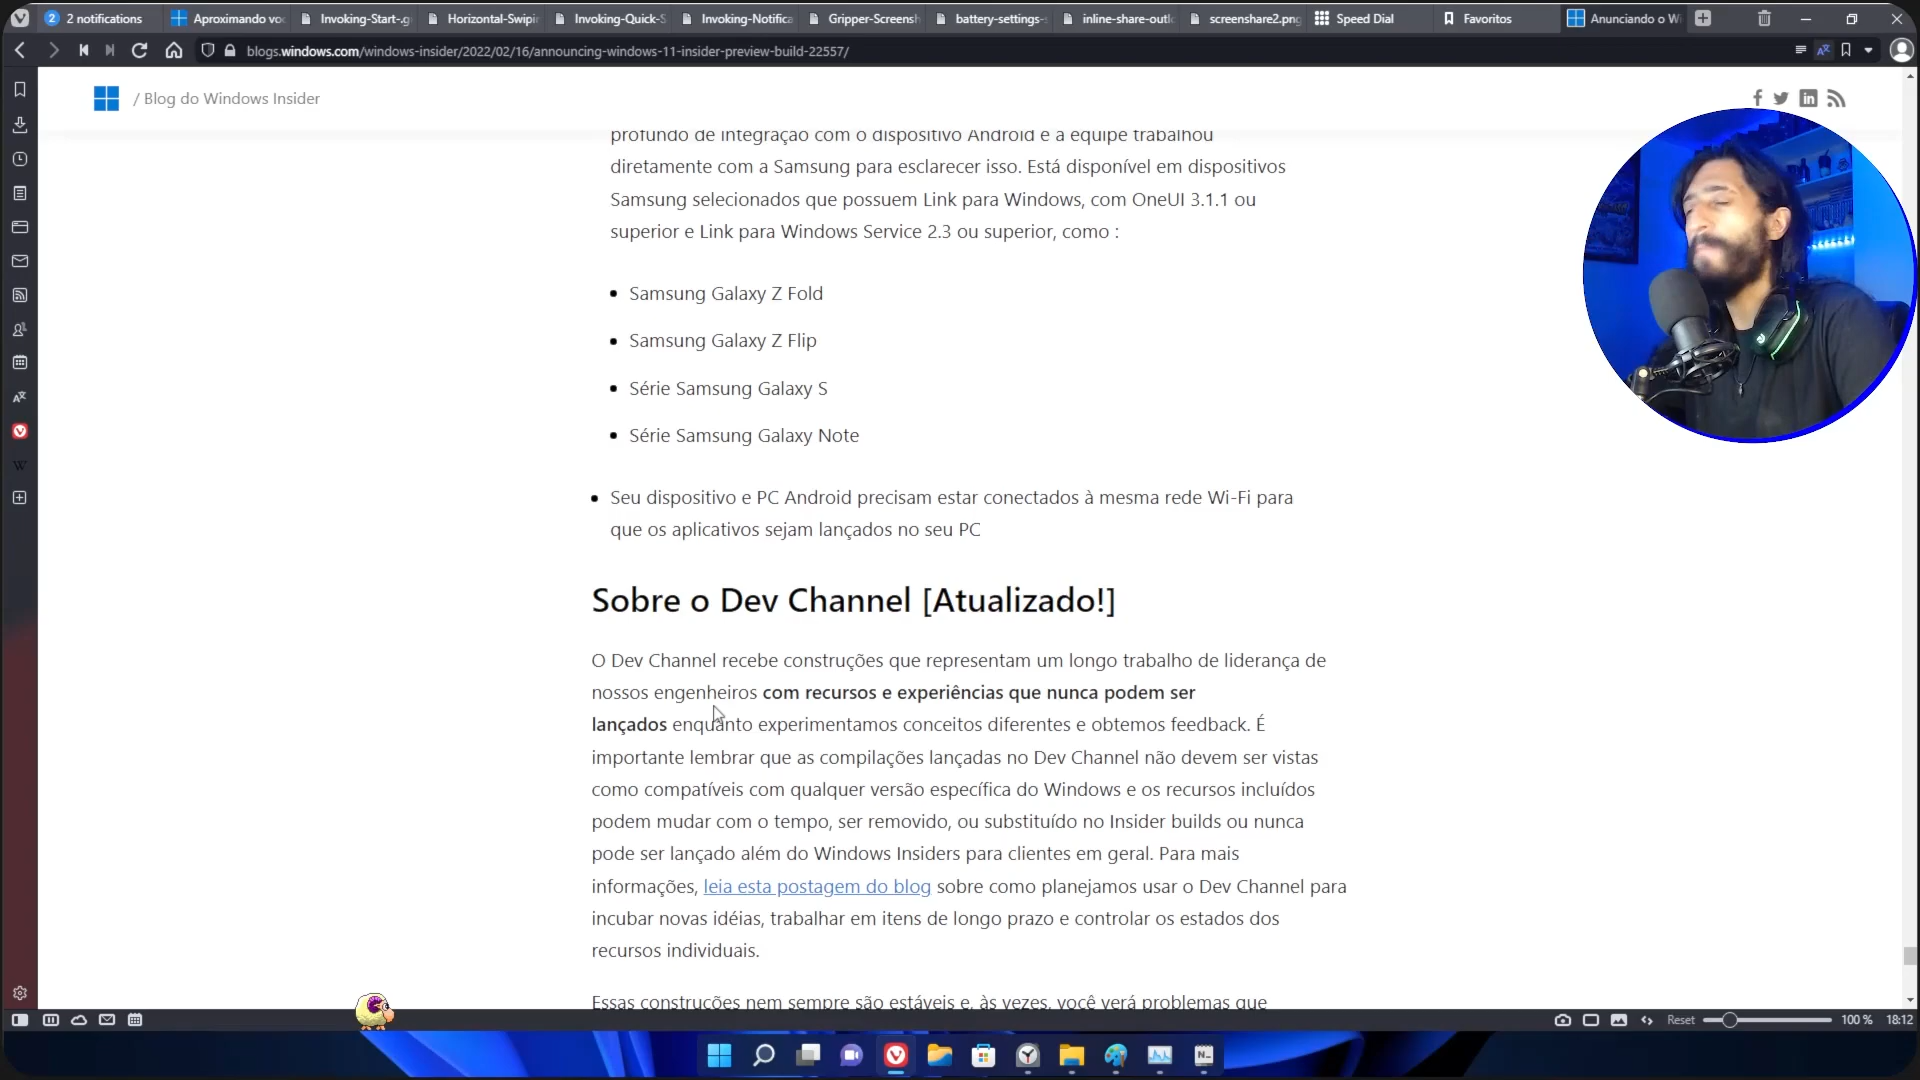 2 notifications
Aproximando vo
Invoking-Start-.g
Horizontal-Swipin
Invoking-Quick-S
Invoking-Notifica
Gripper-Screensh
battery-settings-
inline-share-outl
screenshare2.png
Speed Dial
Favoritos
Anunciando o Wi
blogs.windows.com/windows-insider/2022/02/16/announcing-windows-11-insider-preview-build-22557/
/ Blog do Windows Insider
profundo de integração com o dispositivo Android e a equipe trabalhou
diretamente com a Samsung para esclarecer isso. Está disponível em dispositivos
Samsung selecionados que possuem Link para Windows, com OneUI 3.1.1 ou
superior e Link para Windows Service 2.3 ou superior, como :
Samsung Galaxy Z Fold
Samsung Galaxy Z Flip
Série Samsung Galaxy S
Série Samsung Galaxy Note
Seu dispositivo e PC Android precisam estar conectados à mesma rede Wi-Fi para
que os aplicativos sejam lançados no seu PC
Sobre o Dev Channel [Atualizado!]
O Dev Channel recebe construções que representam um longo trabalho de liderança de
nossos engenheiros com recursos e experiências que nunca podem ser
lançados enquanto experimentamos conceitos diferentes e obtemos feedback. É
importante lembrar que as compilações lançadas no Dev Channel não devem ser vistas
como compatíveis com qualquer versão específica do Windows e os recursos incluídos
podem mudar com o tempo, ser removido, ou substituído no Insider builds ou nunca
pode ser lançado além do Windows Insiders para clientes em geral. Para mais
informações, leia esta postagem do blog sobre como planejamos usar o Dev Channel para
incubar novas idéias, trabalhar em itens de longo prazo e controlar os estados dos
recursos individuais.
Essas construções nem sempre são estáveis e, às vezes, você verá problemas que
Reset
100 %
18:12